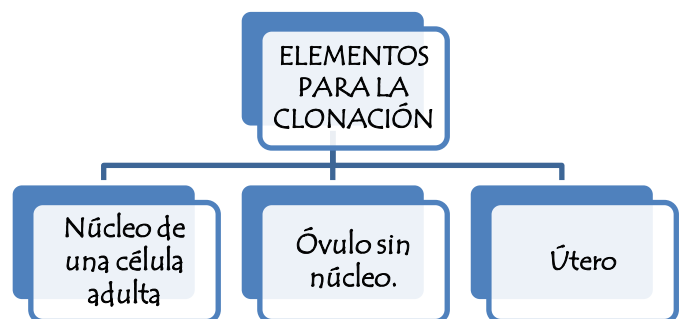 ELEMENTOS
PARA LA
CLONACIÓN
Núcleo de
una célula
adulta
Óvulo sin
núcleo.
Útero